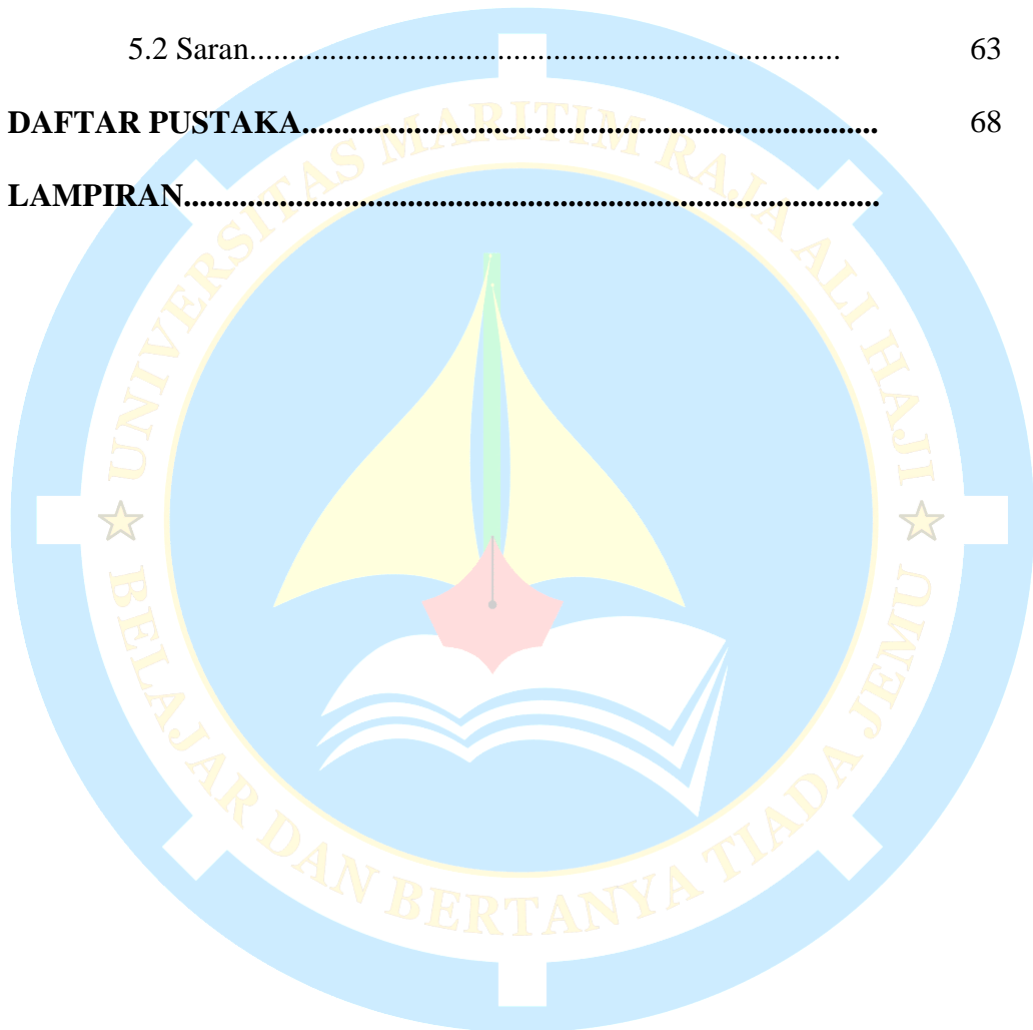 5.2 Saran........................................................................... 63
DAFTAR PUSTAKA........................................................................ 68
LAMPIRAN.......................................................................................
UNIVERSITAS MARITIM RAJA ALI HAJI
BELAJAR DAN BERTANYA TIADA JEMU